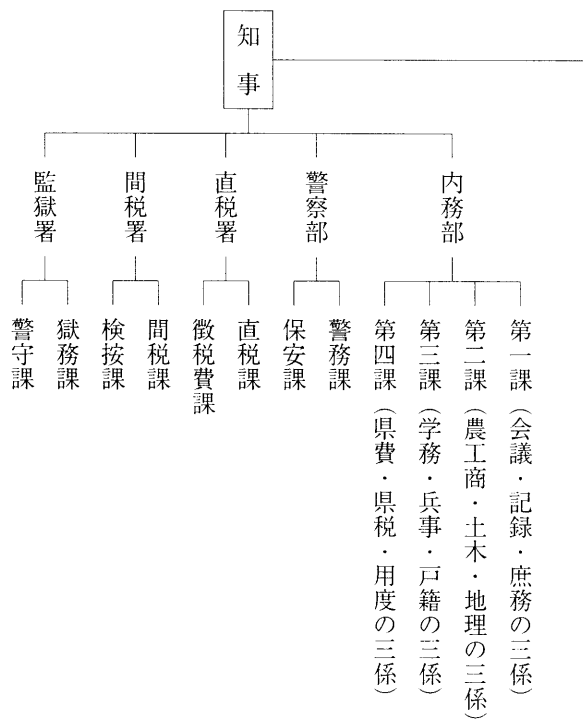 知事
内務部
警察部
直税署
間税署
監獄署
第一課（会議・記録・庶務の三係）
第二課（農工商・土木・地理の三係）
第三課（学務・兵事・戸籍の三係）
第四課（県費・県税・用度の三係）
警務課
保安課
直税課
徴税費課
間税課
検按課
獄務課
警守課